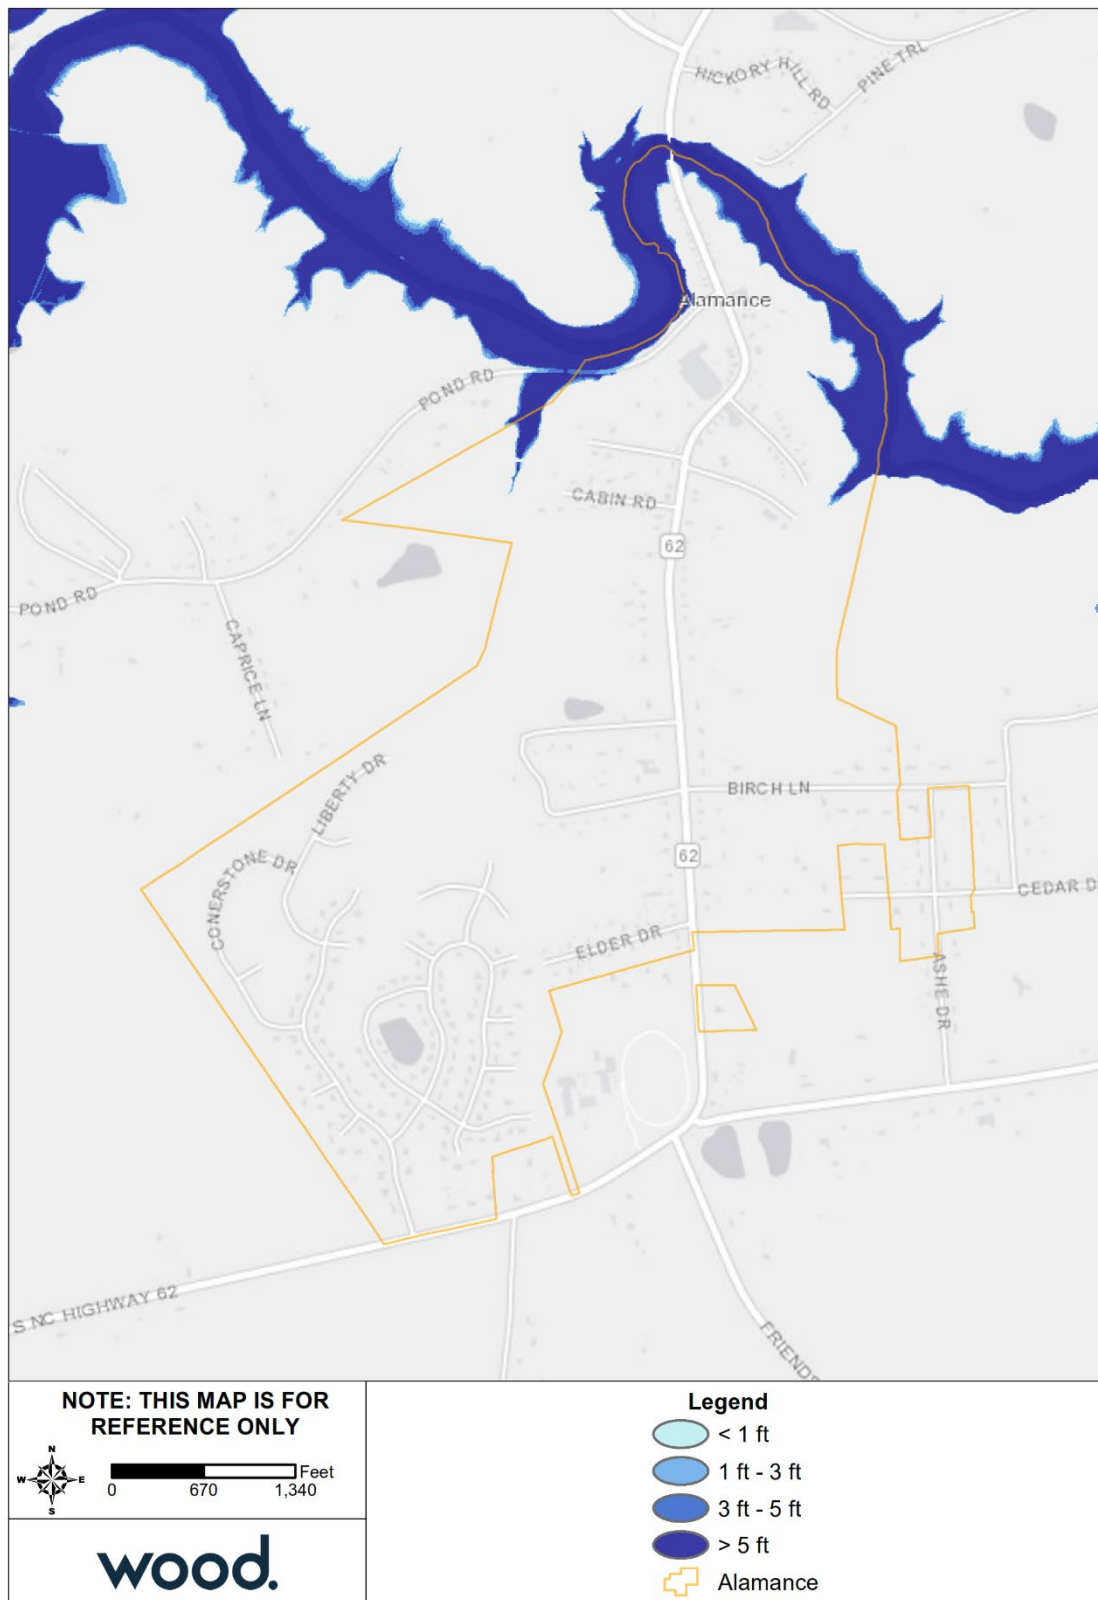 HICKORY HILL RD
PINE TRL
Alamance
POND RD
CABIN RD
62
POND RD
CAPRICE LN
LIBERTY DR
BIRCH LN
62
CONERSTONE DR
CEDAR D
ELDER DR
ASHE DR
S NC HIGHWAY 62
FRIENDS
NOTE: THIS MAP IS FOR
REFERENCE ONLY
N
W E
S
Feet
0 670 1,340
wood.
Legend
< 1 ft
1 ft - 3 ft
3 ft - 5 ft
> 5 ft
Alamance